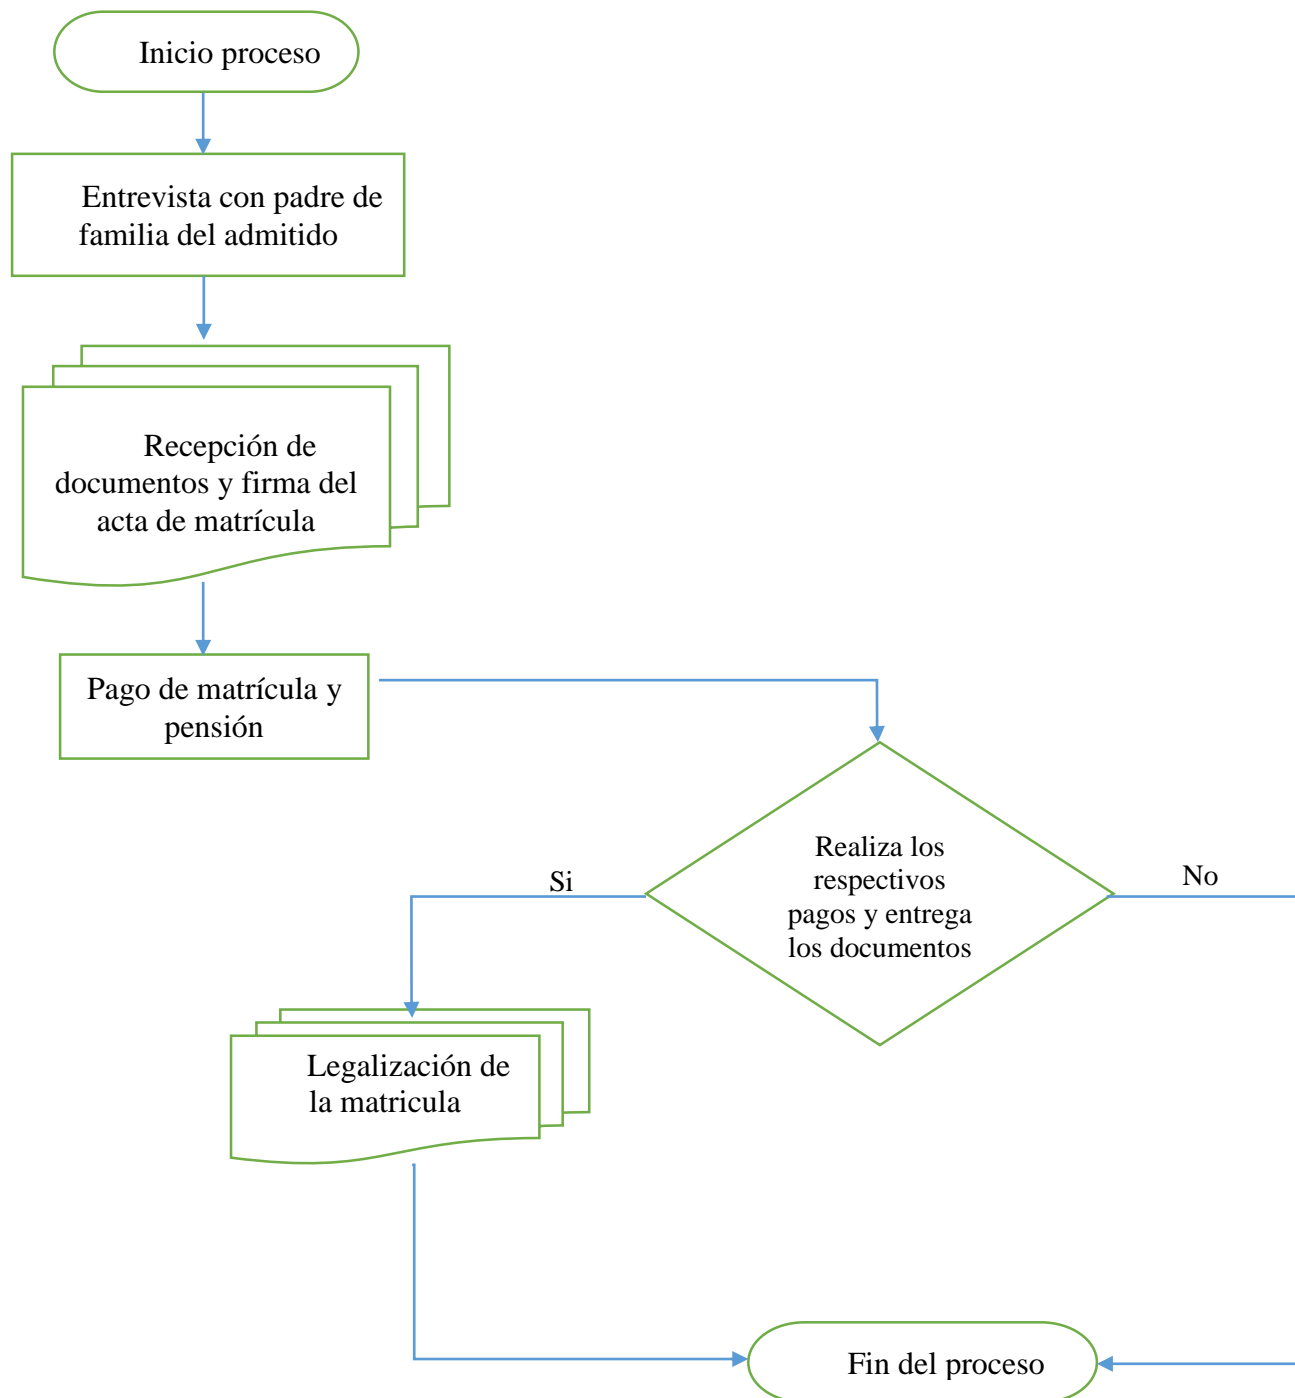 Inicio proceso
Entrevista con padre de
familia del admitido
Recepción de
documentos y firma del
acta de matrícula
Pago de matrícula y
pensión
Realiza los
respectivos
pagos y entrega
los documentos
Si
No
Legalización de
la matricula
Fin del proceso